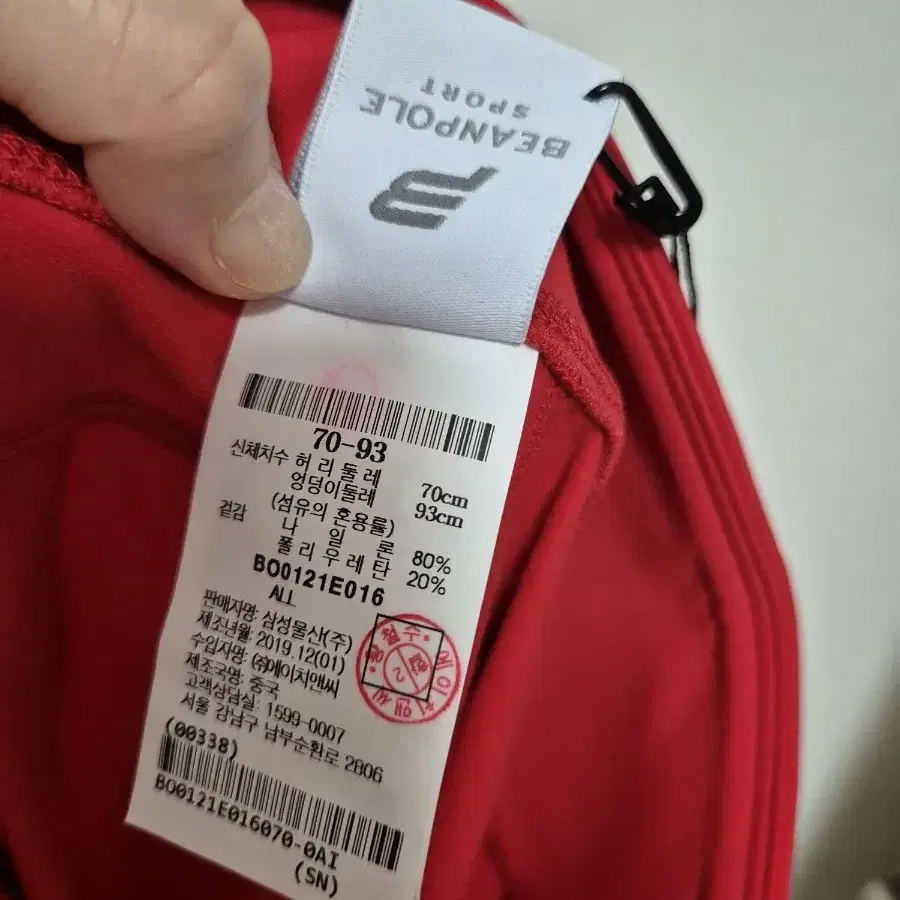 BEANPOLE
SPORT
70-93
신체치수 허리둘레 70cm
엉덩이둘레 93cm
(섬유의 혼용률)
겉감 나일론 80%
폴리우레탄 20%
BO0121E016
ALL
판매자명: 삼성물산(주)
제조년월: 2019.12(01)
수입자명: ㈜에이치앤씨
제조국명: 중국
고객상담실: 1599-0007
서울 강남구 남부순환로 2806
(00338)
BO0121E016070-0AI
(SN)